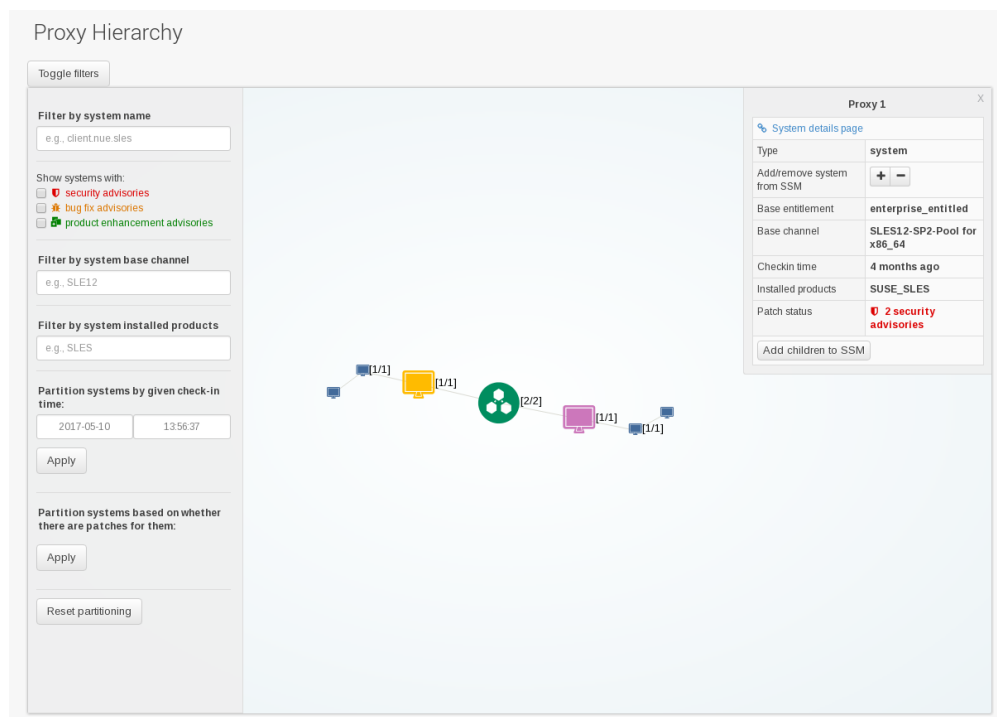 Proxy Hierarchy
Toggle filters
Filter by system name
e.g., client.nue.sles
Show systems with:
security advisories
bug fix advisories
product enhancement advisories
Filter by system base channel
e.g., SLE12
Filter by system installed products
e.g., SLES
Partition systems by given check-in
time:
2017-05-10 13:56:37
Apply
Partition systems based on whether
there are patches for them:
Apply
Reset partitioning
[1/1]
[1/1]
[2/2]
[1/1]
[1/1]
Proxy 1
X
System details page
Type system
Add/remove system
from SSM
Base entitlement enterprise_entitled
Base channel SLES12-SP2-Pool for
x86_64
Checkin time 4 months ago
Installed products SUSE_SLES
Patch status 2 security
advisories
Add children to SSM